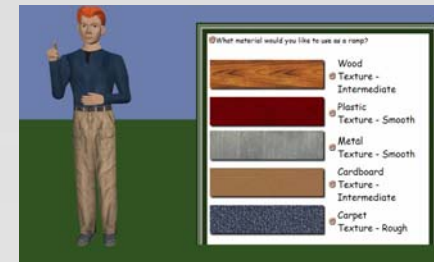 What material would you like to use as a ramp?
Wood
Texture -
Intermediate
Plastic
Texture - Smooth
Metal
Texture - Smooth
Cardboard
Texture -
Intermediate
Carpet
Texture - Rough